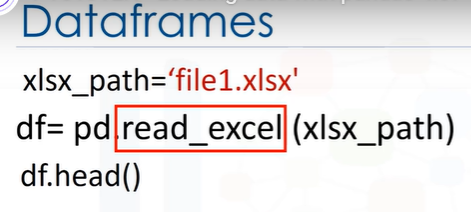 Dataframes
xlsx_path=‘file1.xlsx'
df= pd.read_excel (xlsx_path)
df.head()